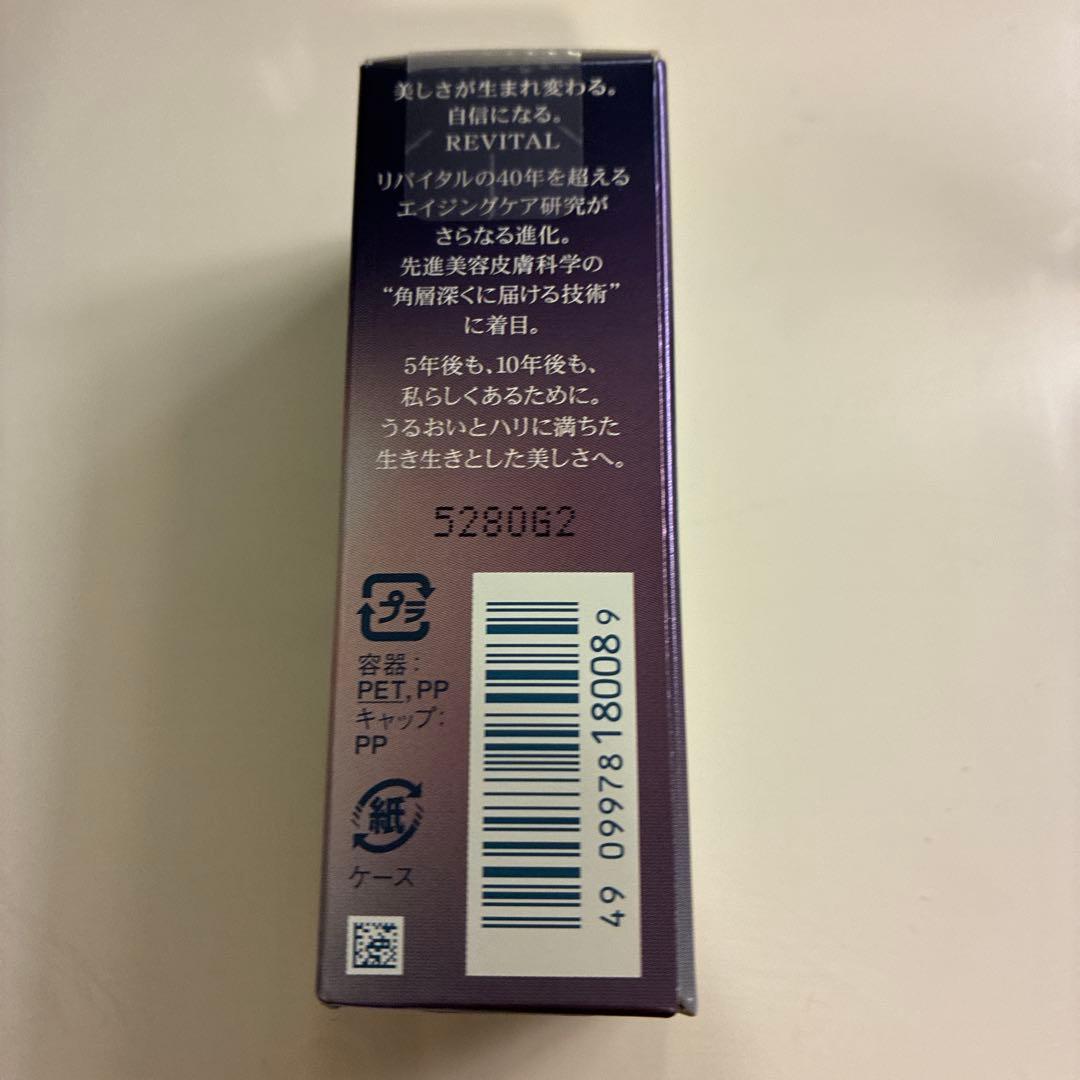 美しさが生まれ変わる。
自信になる。
REVITAL
リバイタルの40年を超える
エイジングケア研究が
さらなる進化。
先進美容皮膚科学の
“角層深くに届ける技術”
に着目。
5年後も、10年後も、
私らしくあるために。
うるおいとハリに満ちた
生き生きとした美しさへ。
5280G2
プラ
容器：
PET, PP
キャップ：
PP
紙
ケース
49 09978 180089